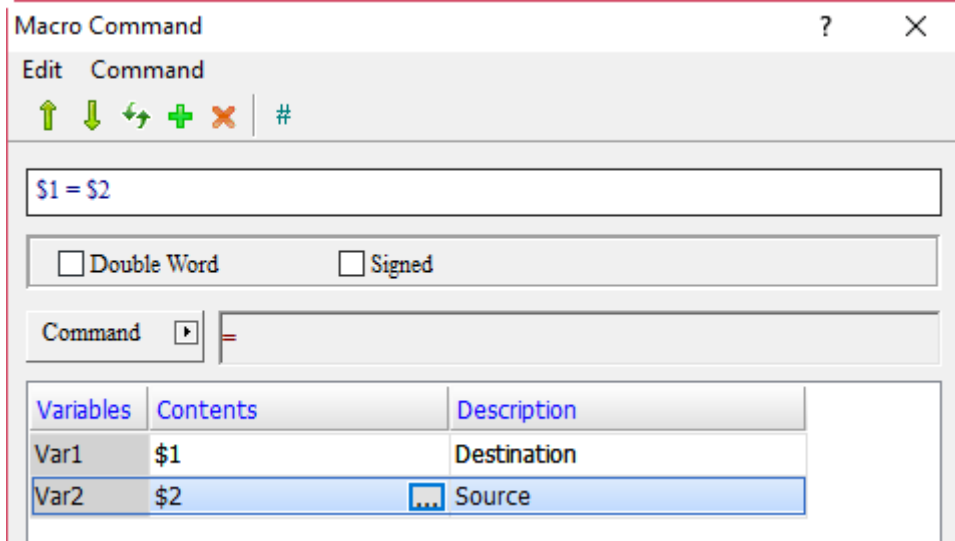 Macro Command ? ×
Edit Command
#
$1 = $2
Double Word Signed
Command =
Variables Contents Description
Var1 $1 Destination
Var2 $2 ... Source